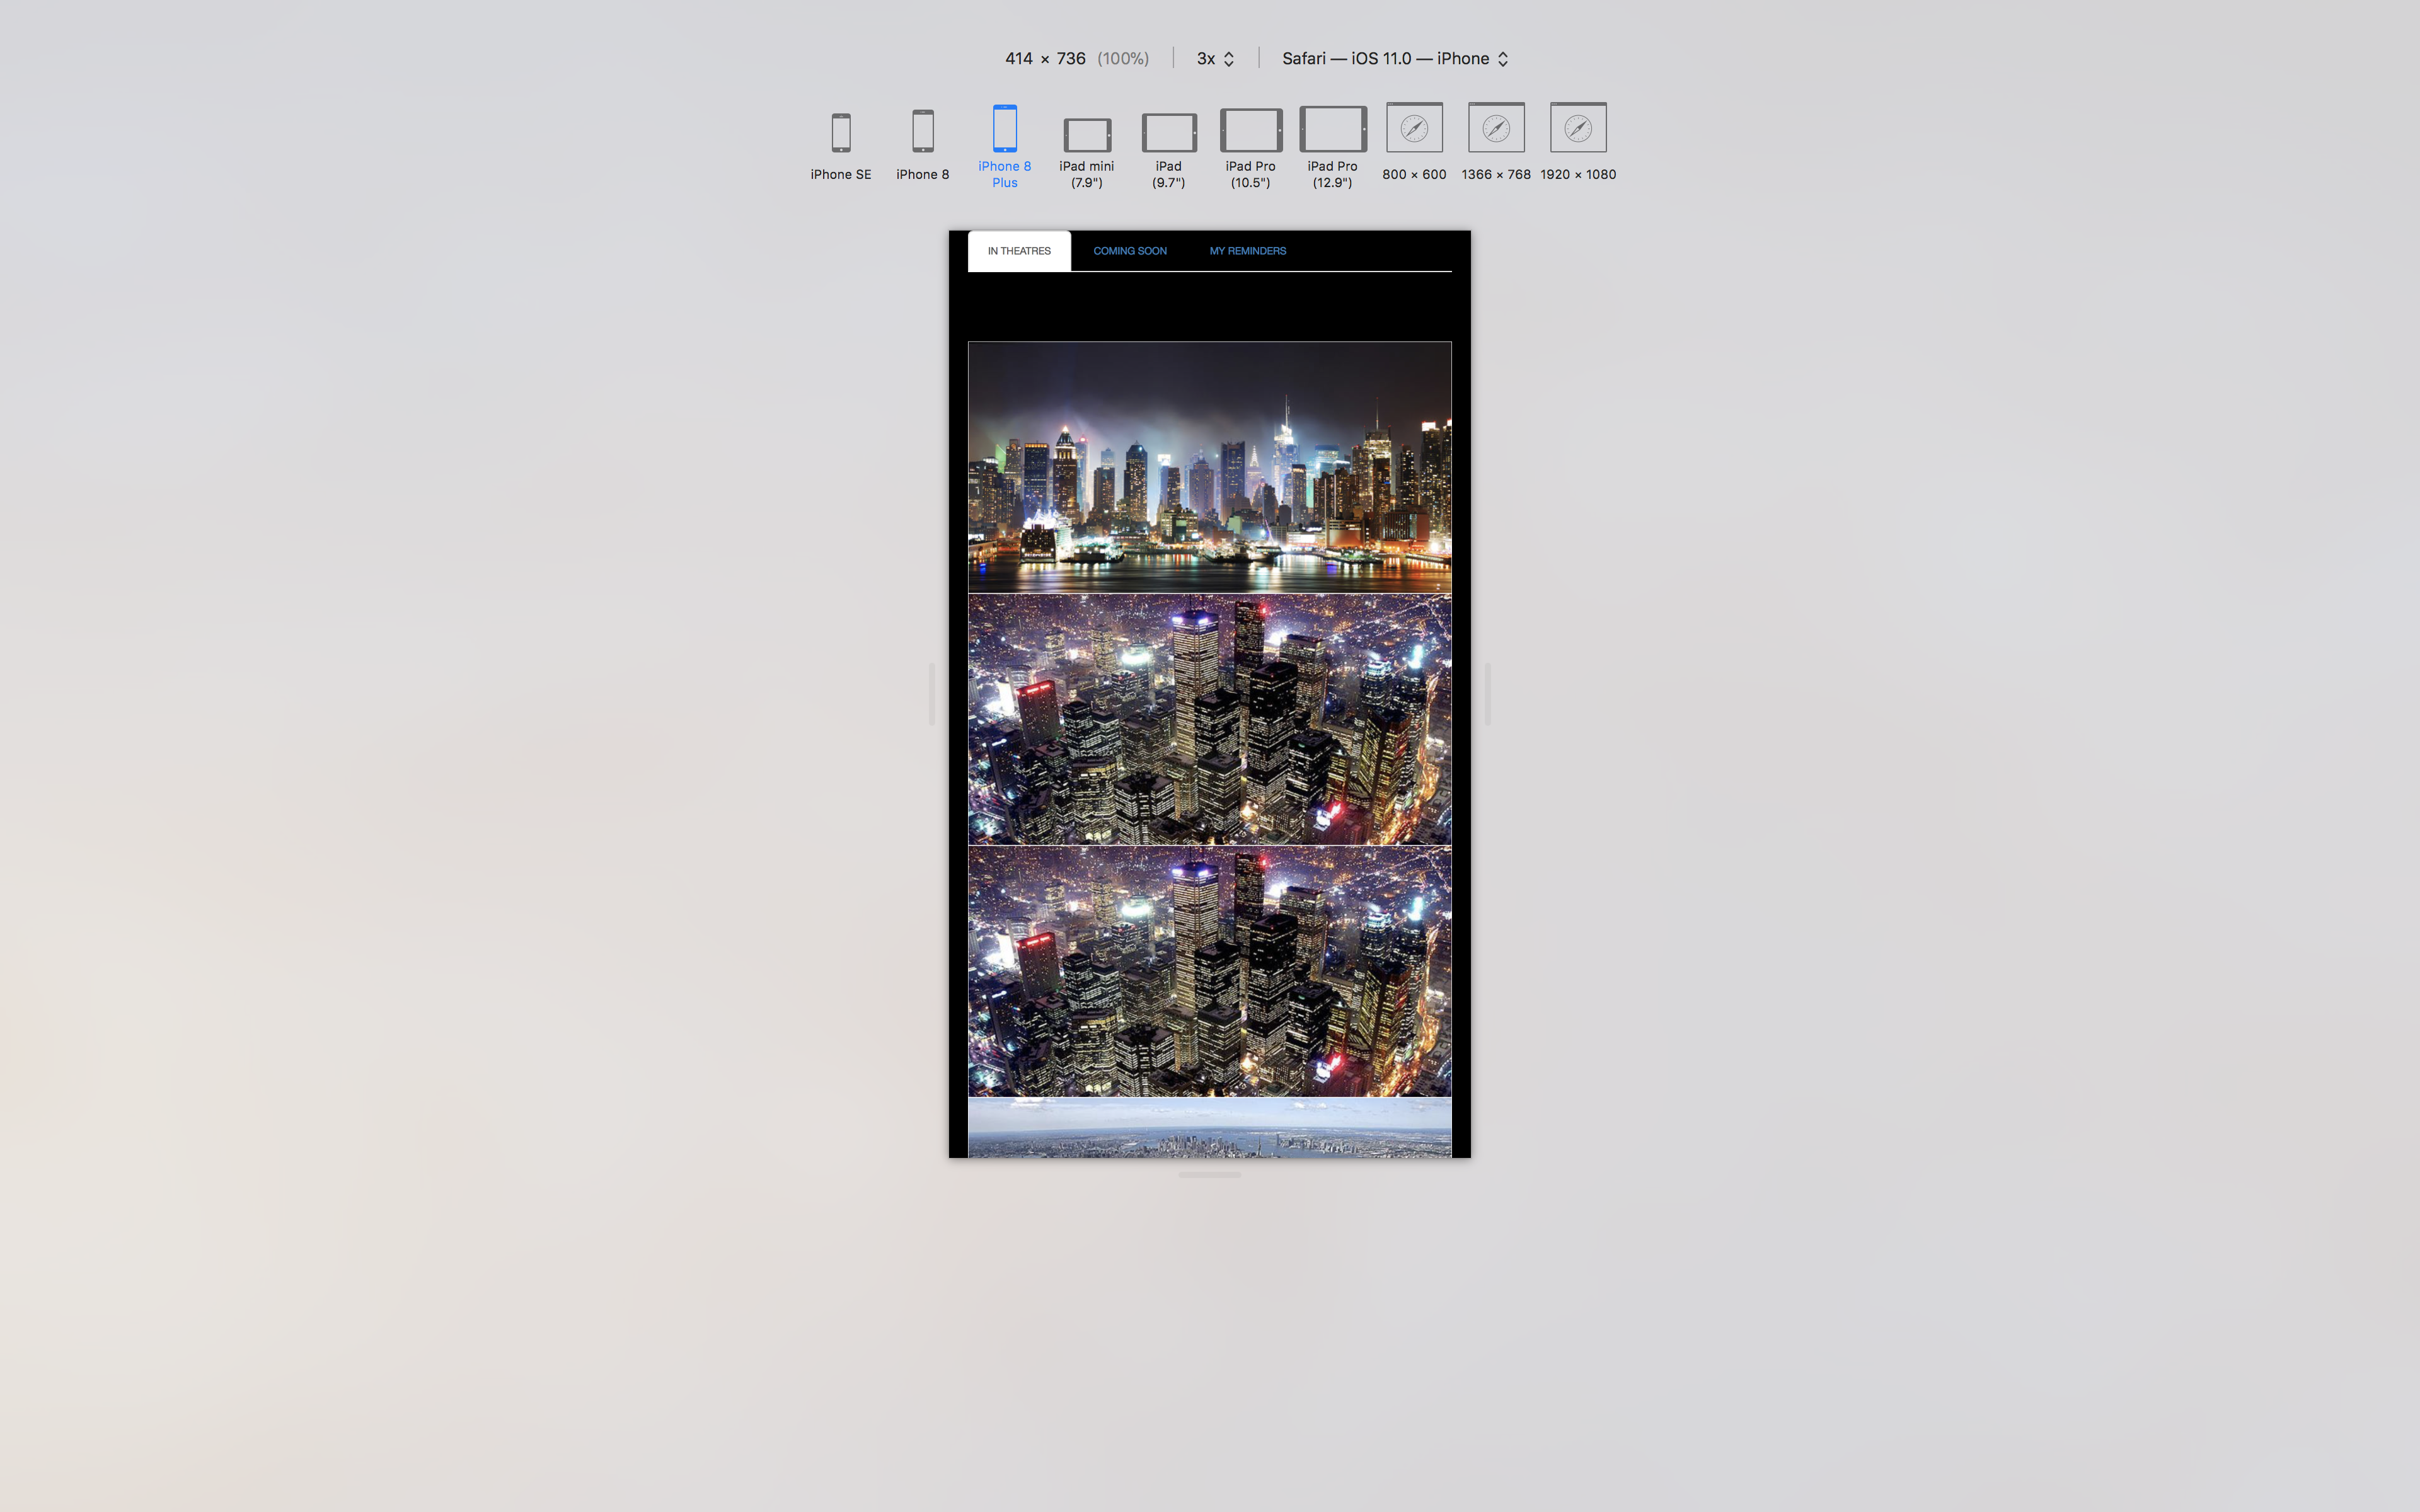 414 × 736 (100%) 3x Safari — iOS 11.0 — iPhone
iPhone SE
iPhone 8
iPhone 8
Plus
iPad mini
(7.9")
iPad
(9.7")
iPad Pro
(10.5")
iPad Pro
(12.9")
800 × 600
1366 × 768
1920 × 1080
IN THEATRES COMING SOON MY REMINDERS